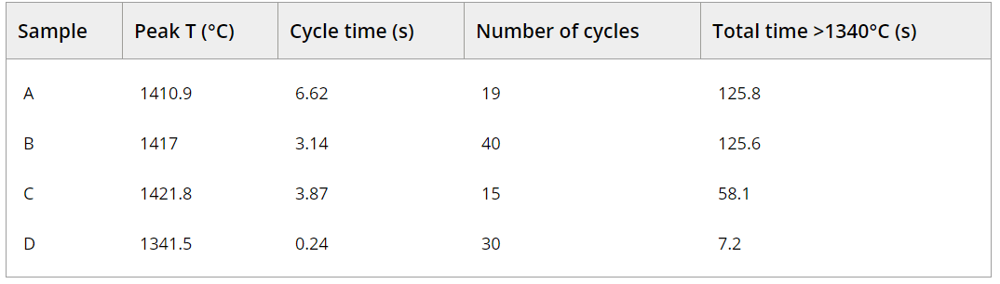 Sample Peak T (°C) Cycle time (s) Number of cycles Total time >1340°C (s)
A 1410.9 6.62 19 125.8
B 1417 3.14 40 125.6
C 1421.8 3.87 15 58.1
D 1341.5 0.24 30 7.2